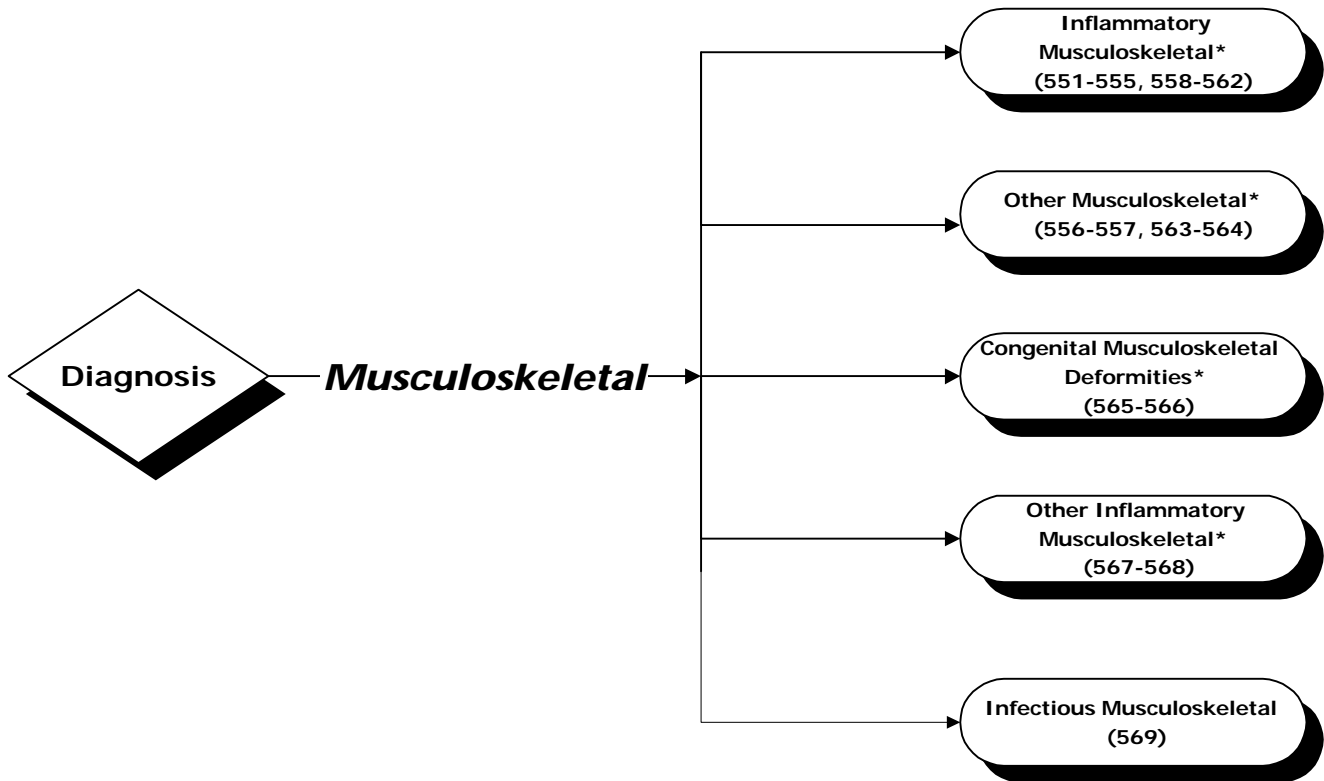 Inflammatory
Musculoskeletal*
(551-555, 558-562)
Other Musculoskeletal*
(556-557, 563-564)
Diagnosis
Musculoskeletal
Congenital Musculoskeletal
Deformities*
(565-566)
Other Inflammatory
Musculoskeletal*
(567-568)
Infectious Musculoskeletal
(569)